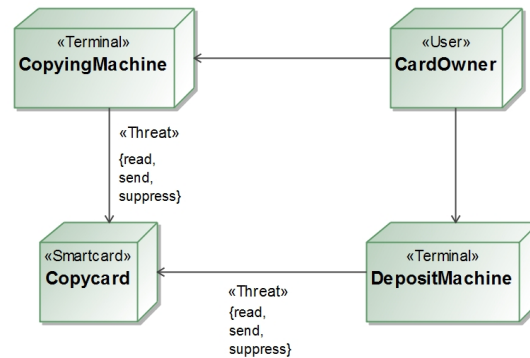 «Terminal»
CopyingMachine
«User»
CardOwner
«Threat»
{read,
send,
suppress}
«Smartcard»
Copycard
«Terminal»
DepositMachine
«Threat»
{read,
send,
suppress}